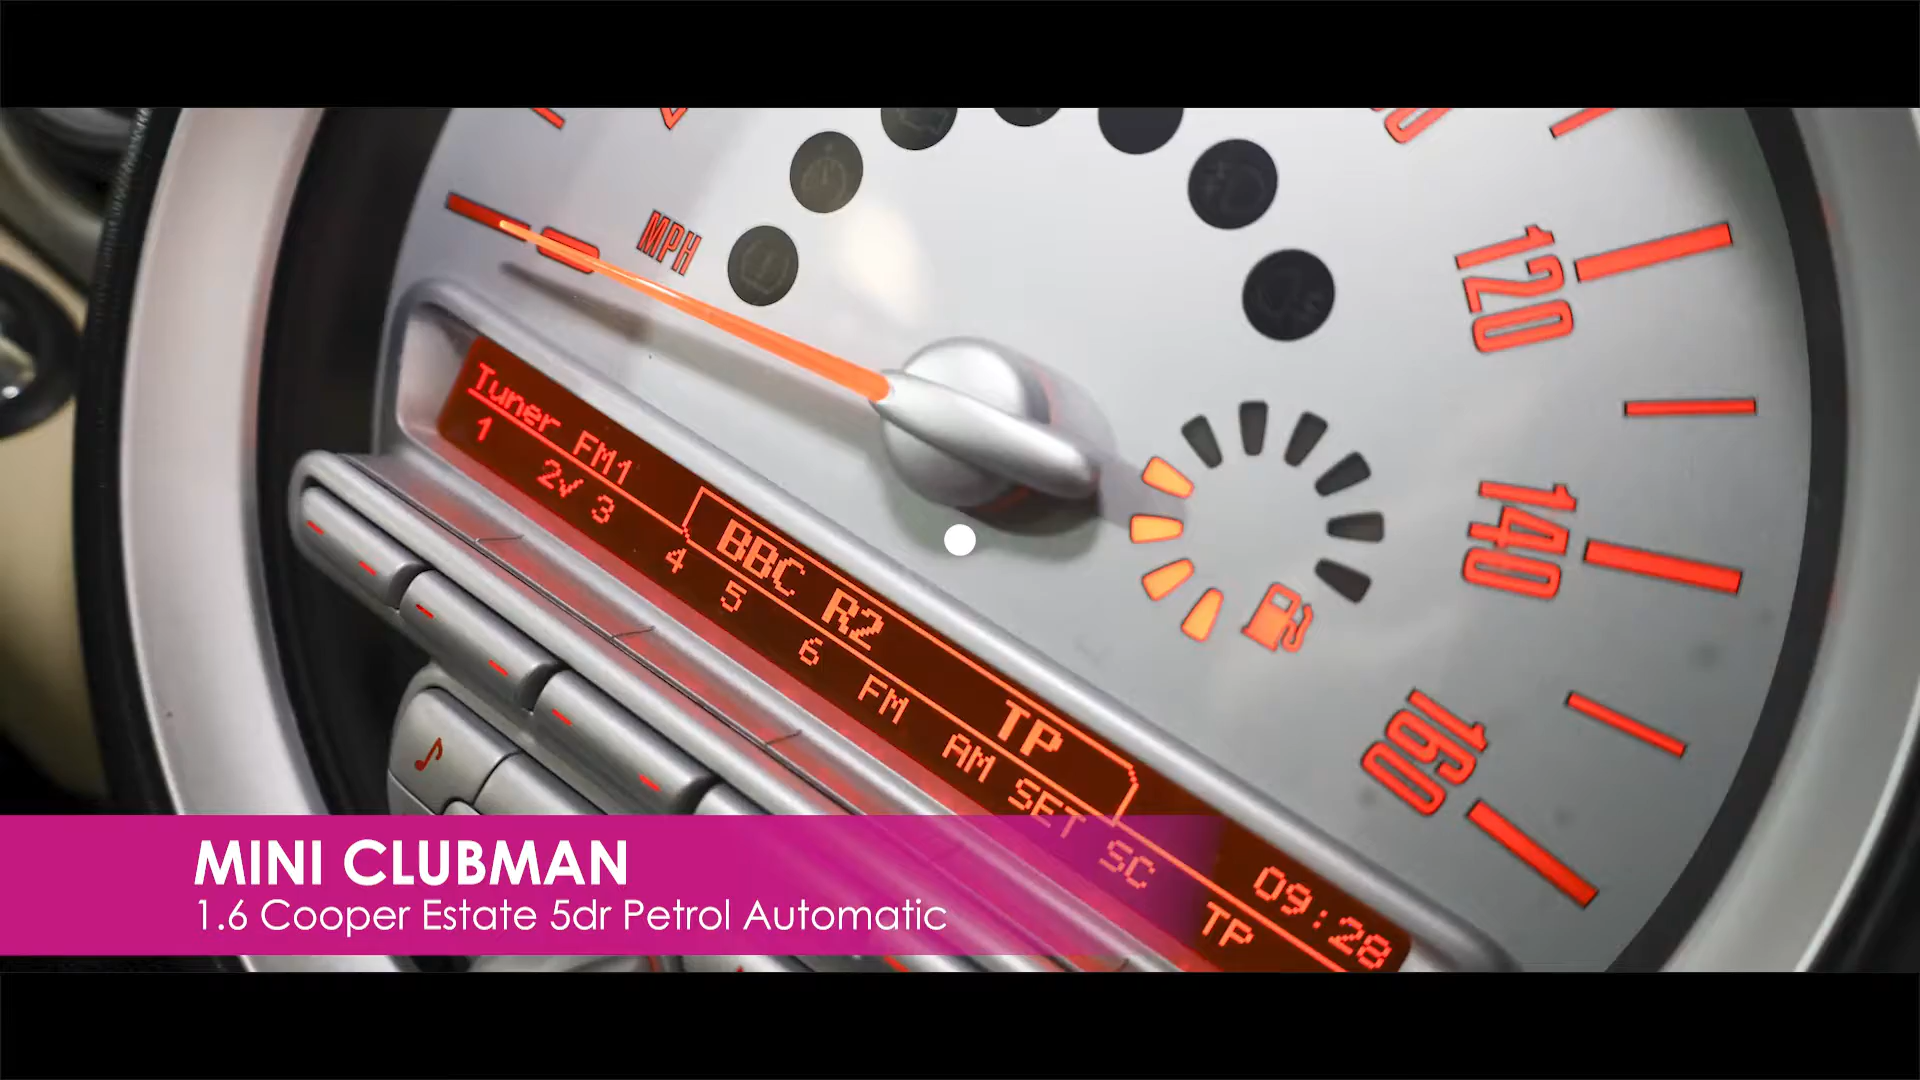 MPH
0
120
140
160
Tuner FM1
BBC R2
TP
1 2√ 3 4 5 6 FM AM SET SC TP
09:28
MINI CLUBMAN
1.6 Cooper Estate 5dr Petrol Automatic